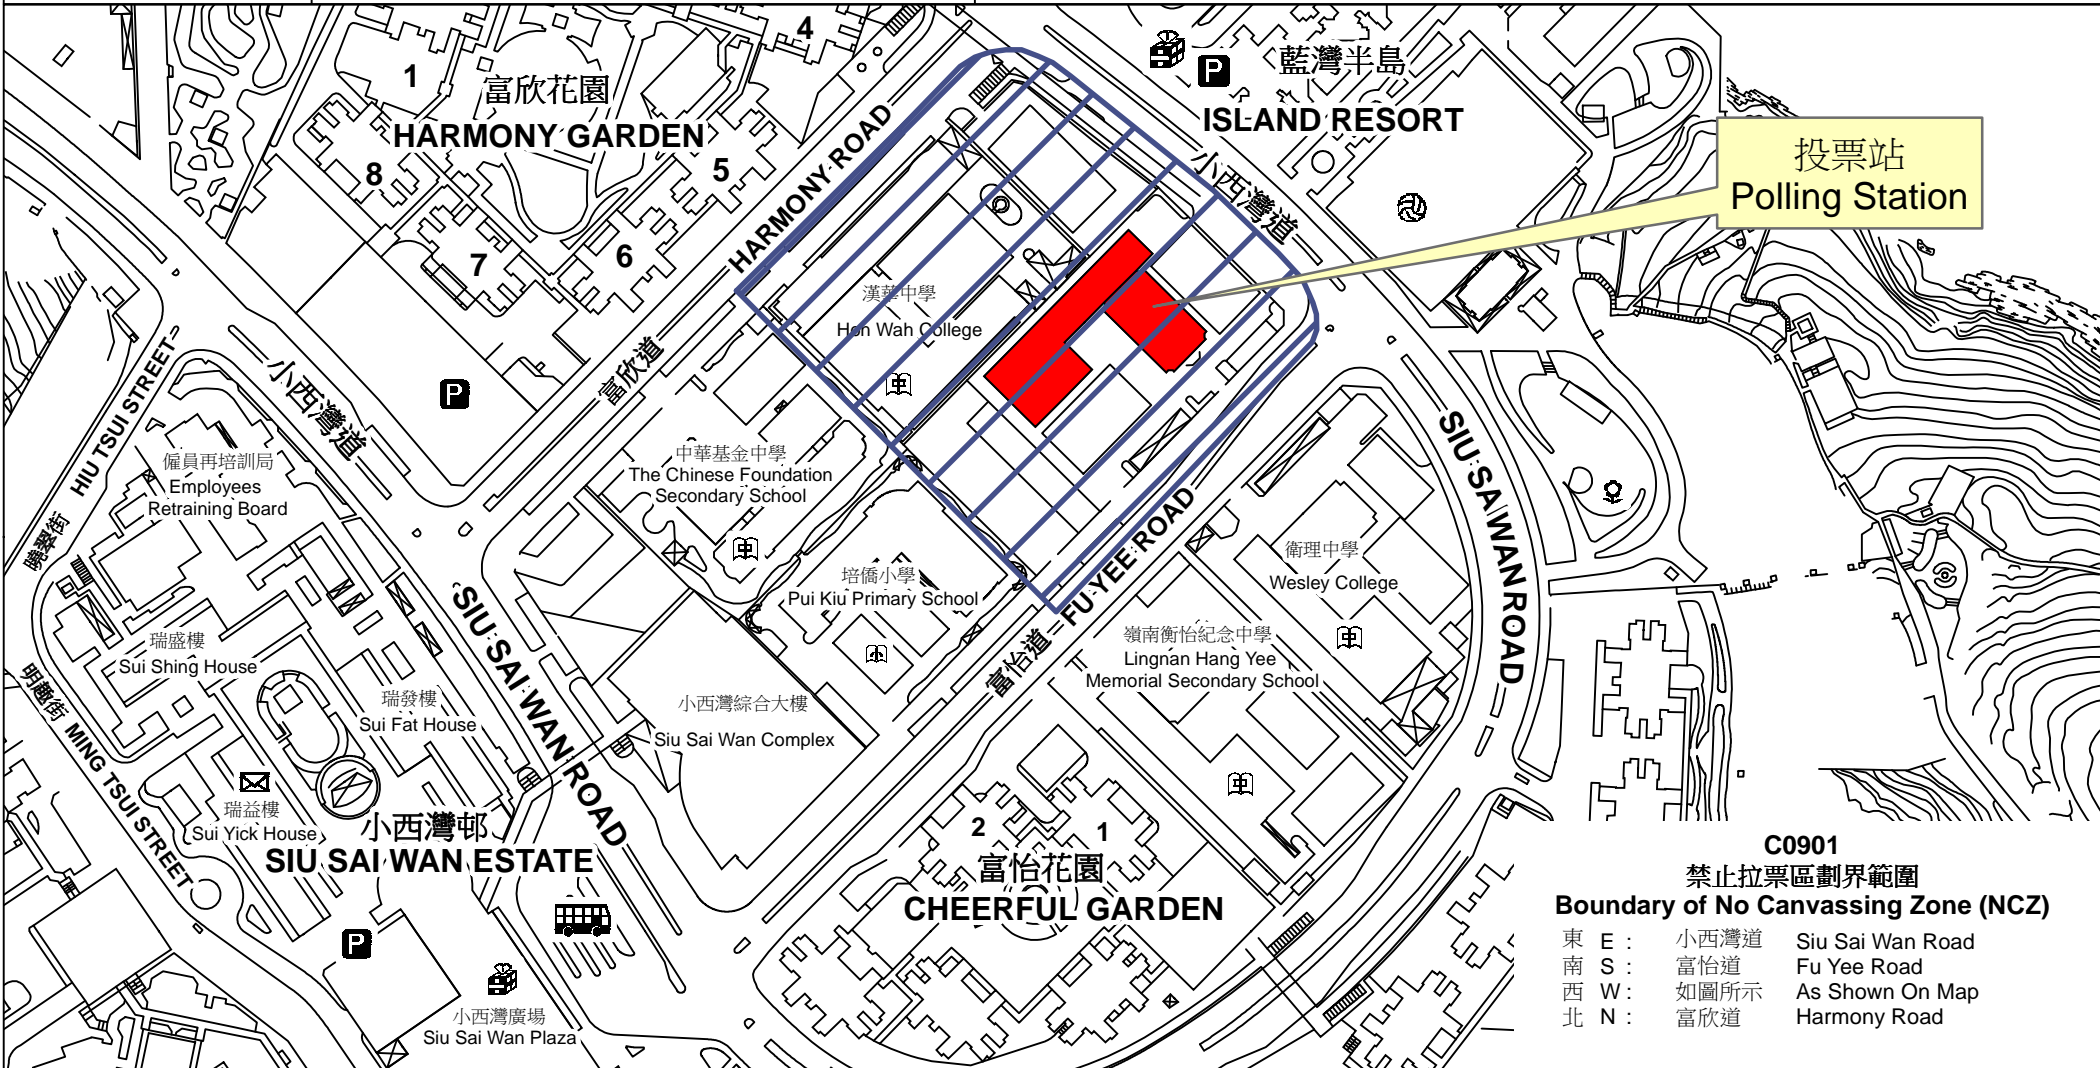 4
藍灣半島
P
ISLAND RESORT
1
富欣花園
HARMONY GARDEN
8
5
7
6
HARMONY ROAD
富欣道
小西灣道
投票站
Polling Station
漢華中學
Hon Wah College
中
HIU TSUI STREET
曉翠街
小西灣道
P
僱員再培訓局
Employees
Retraining Board
中華基金中學
The Chinese Foundation
Secondary School
中
SIU SAI WAN ROAD
培僑小學
Pui Kiu Primary School
小
FU YEE ROAD
富怡道
衛理中學
Wesley College
中
嶺南衡怡紀念中學
Lingnan Hang Yee
Memorial Secondary School
中
瑞盛樓
Sui Shing House
瑞發樓
Sui Fat House
SIU SAI WAN ROAD
小西灣綜合大樓
Siu Sai Wan Complex
明趣街
MING TSUI STREET
瑞益樓
Sui Yick House
小西灣邨
SIU SAI WAN ESTATE
P
小西灣廣場
Siu Sai Wan Plaza
2
1
富怡花園
CHEERFUL GARDEN
C0901
禁止拉票區劃界範圍
Boundary of No Canvassing Zone (NCZ)
東 E : 小西灣道 Siu Sai Wan Road
南 S : 富怡道 Fu Yee Road
西 W : 如圖所示 As Shown On Map
北 N : 富欣道 Harmony Road